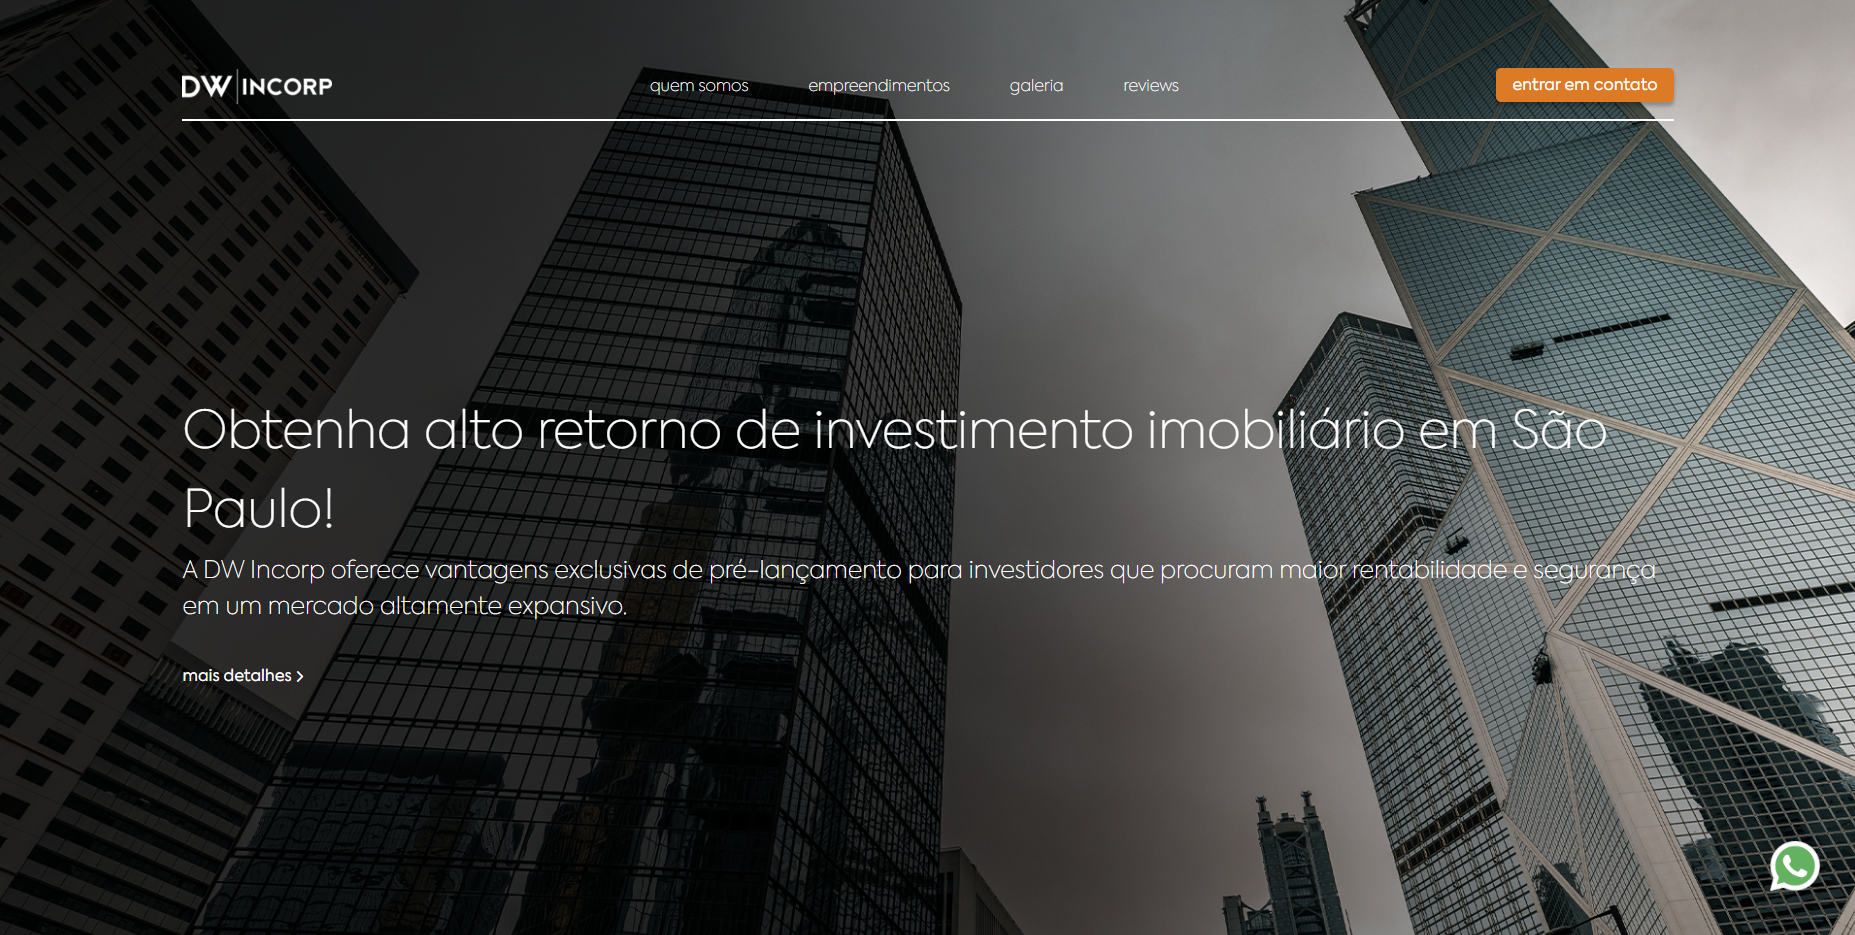 DW|INCORP
quem somos
empreendimentos
galeria
reviews
entrar em contato
Obtenha alto retorno de investimento imobiliário em São
Paulo!
A DW Incorp oferece vantagens exclusivas de pré-lançamento para investidores que procuram maior rentabilidade e segurança
em um mercado altamente expansivo.
mais detalhes >